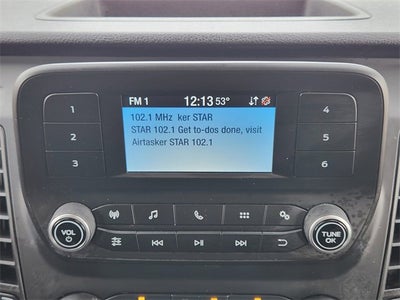 FM 1 12:13 53°
102.1 MHz ker STAR
STAR 102.1 Get to-dos done, visit
Airtasker STAR 102.1
1
2
3
4
5
6
VOL
TUNE
OK